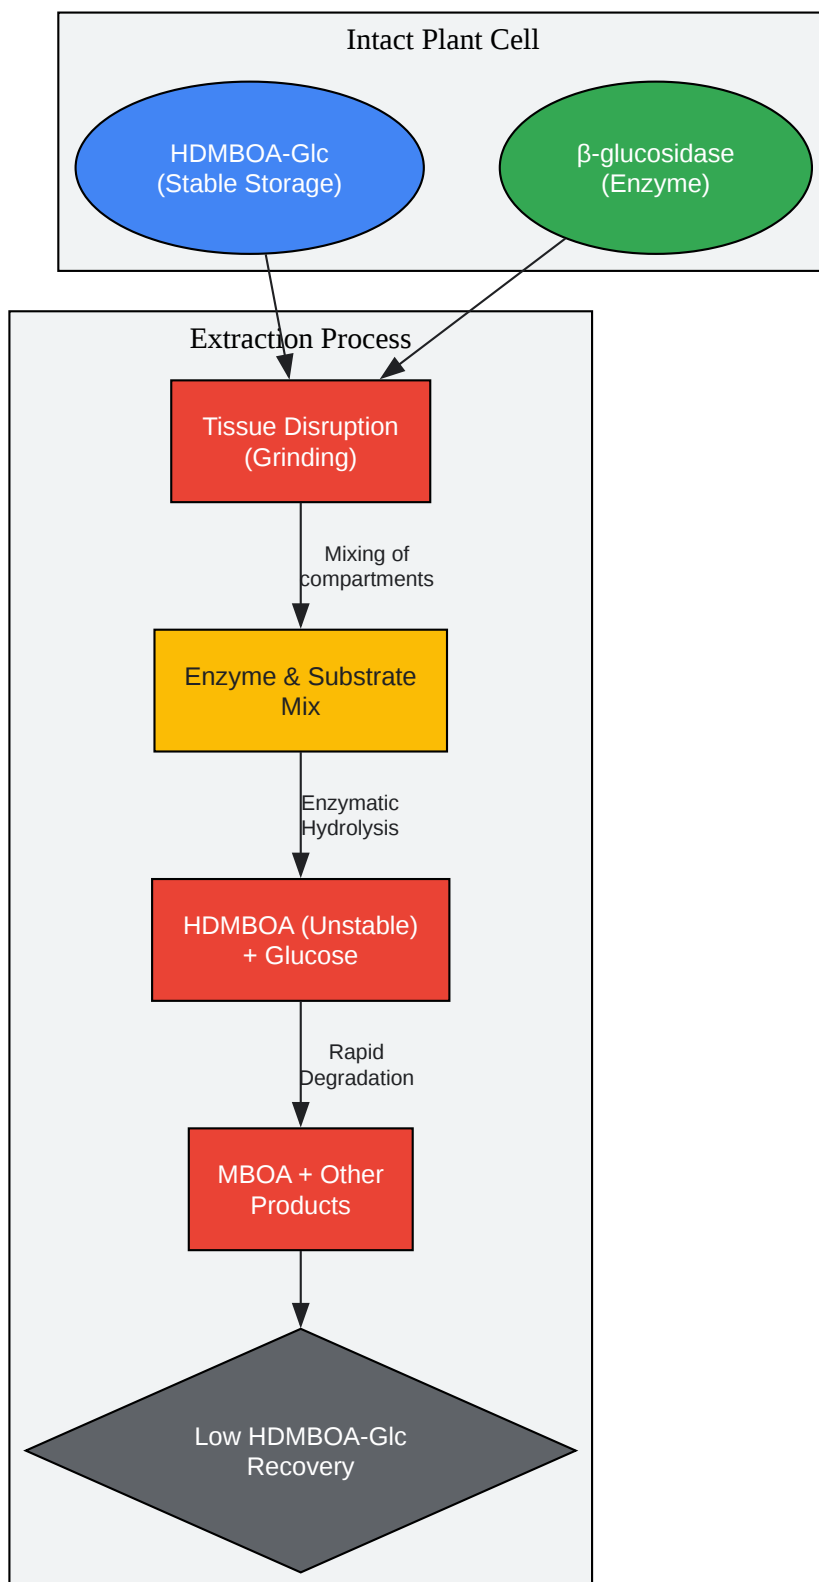 Intact Plant Cell
HDMBOA-Glc
(Stable Storage)
β-glucosidase
(Enzyme)
Extraction Process
Tissue Disruption
(Grinding)
Mixing of
compartments
Enzyme & Substrate
Mix
Enzymatic
Hydrolysis
HDMBOA (Unstable)
+ Glucose
Rapid
Degradation
MBOA + Other
Products
Low HDMBOA-Glc
Recovery